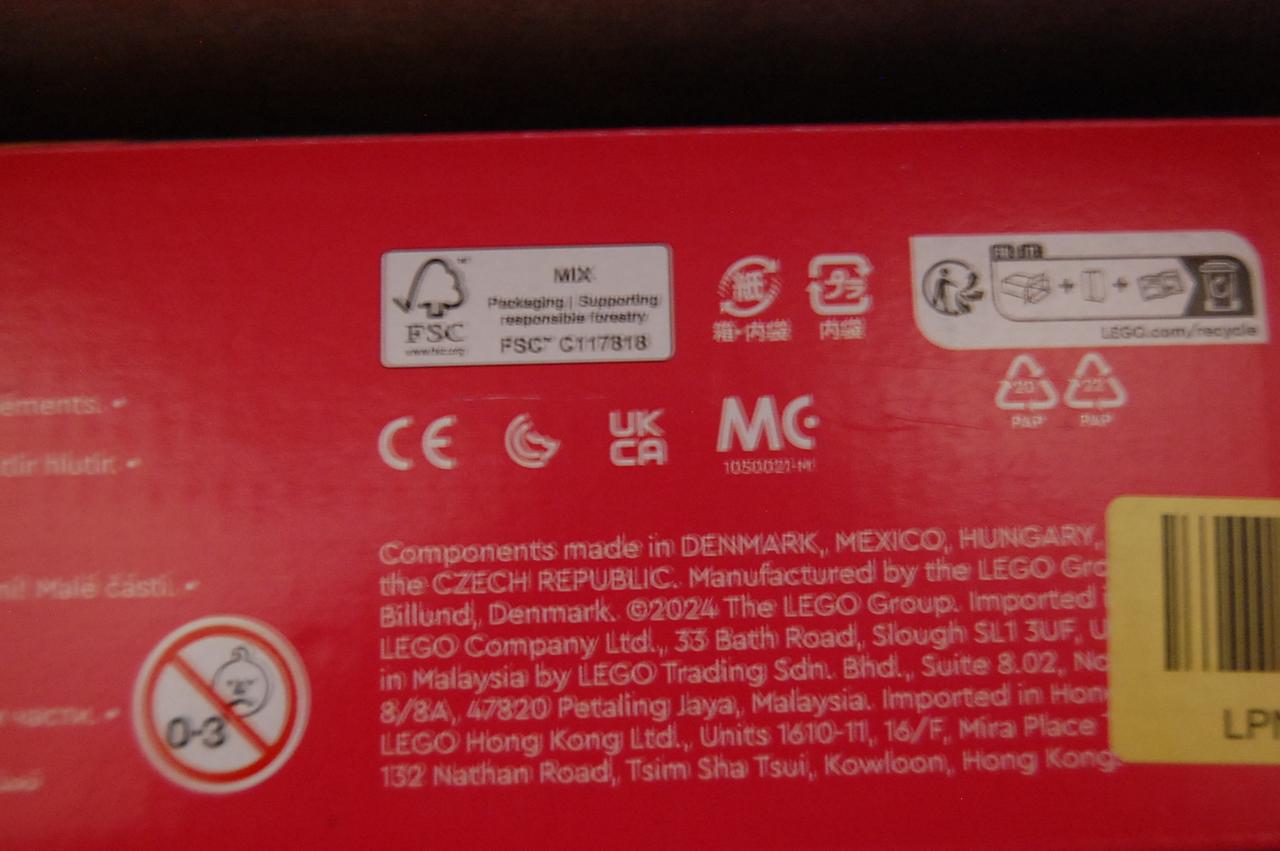 MIX
Packaging | Supporting
responsible forestry
FSC™ C117818
FSC
www.fsc.org
紙
箱・内袋
プラ
内袋
FR
LEGO.com/recycle
20
PAP
22
PAP
CE
UK
CA
MC
1050021-M
ements. •
tlir hlutir. •
ní! Malé části. •
части. •
0-3
Components made in DENMARK, MEXICO, HUNGARY,
the CZECH REPUBLIC. Manufactured by the LEGO Gro
Billund, Denmark. ©2024 The LEGO Group. Imported i
LEGO Company Ltd., 33 Bath Road, Slough SL1 3UF, U
in Malaysia by LEGO Trading Sdn. Bhd., Suite 8.02, No
8/8A, 47820 Petaling Jaya, Malaysia. Imported in Hon
LEGO Hong Kong Ltd., Units 1610-11, 16/F, Mira Place
132 Nathan Road, Tsim Sha Tsui, Kowloon, Hong Kong.
LPN